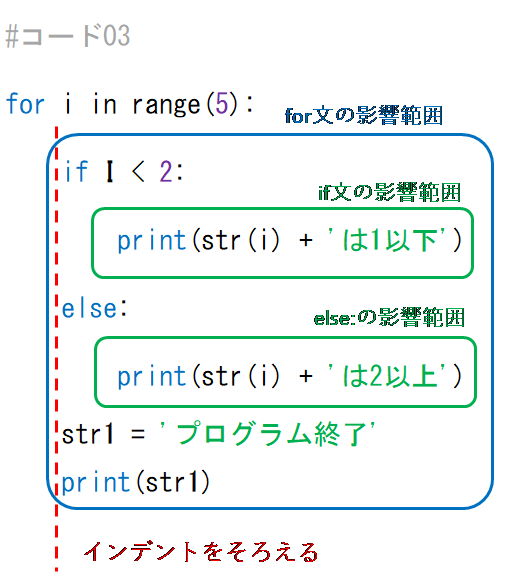 #コード03
for i in range(5):
for文の影響範囲
if I < 2:
if文の影響範囲
print(str(i) + 'は1以下')
else:
else:の影響範囲
print(str(i) + 'は2以上')
str1 = 'プログラム終了'
print(str1)
インデントをそろえる